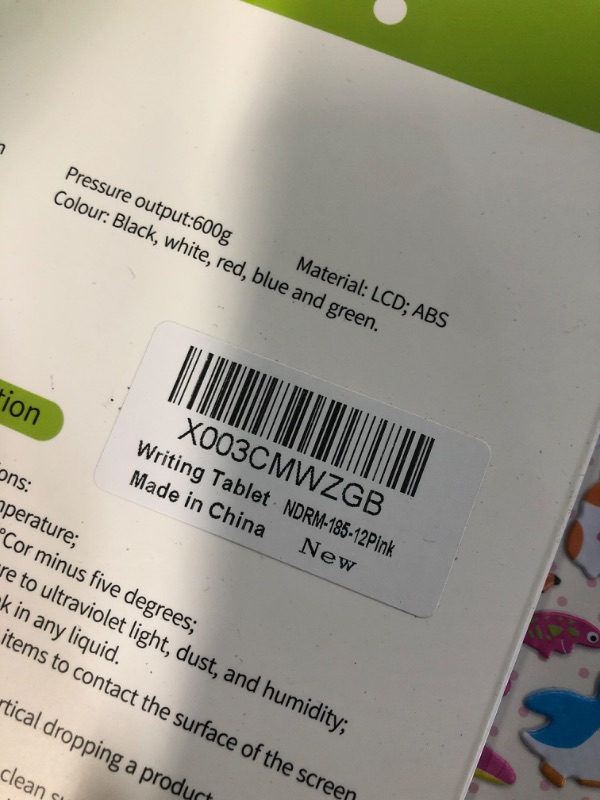 Pressure output:600g
Material: LCD; ABS
Colour: Black, white, red, blue and green.
X003CMWZGB
Writing Tablet NDRM-185-12Pink
Made in China New
tion
ons:
perature;
°Cor minus five degrees;
re to ultraviolet light, dust, and humidity;
k in any liquid.
items to contact the surface of the screen
rtical dropping a product
clean